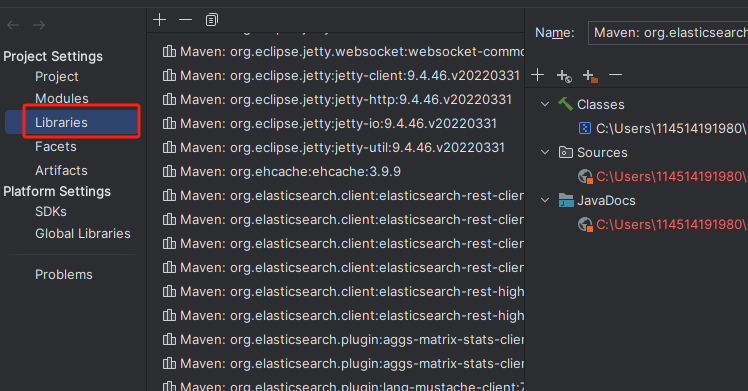 Project Settings
Project
Modules
Libraries
Facets
Artifacts
Platform Settings
SDKs
Global Libraries
Problems
Maven: org.eclipse.jetty.websocket:websocket-commo
Maven: org.eclipse.jetty:jetty-client:9.4.46.v20220331
Maven: org.eclipse.jetty:jetty-http:9.4.46.v20220331
Maven: org.eclipse.jetty:jetty-io:9.4.46.v20220331
Maven: org.eclipse.jetty:jetty-util:9.4.46.v20220331
Maven: org.ehcache:ehcache:3.9.9
Maven: org.elasticsearch.client:elasticsearch-rest-clien
Maven: org.elasticsearch.client:elasticsearch-rest-clien
Maven: org.elasticsearch.client:elasticsearch-rest-clien
Maven: org.elasticsearch.client:elasticsearch-rest-clien
Maven: org.elasticsearch.client:elasticsearch-rest-high
Maven: org.elasticsearch.client:elasticsearch-rest-high
Maven: org.elasticsearch.plugin:aggs-matrix-stats-clien
Maven: org.elasticsearch.plugin:aggs-matrix-stats-clien
Maven: org.elasticsearch.plugin:lang-mustache-client:7
Name:
Maven: org.elasticsearch
Classes
C:\Users\114514191980\
Sources
C:\Users\114514191980\
JavaDocs
C:\Users\114514191980\